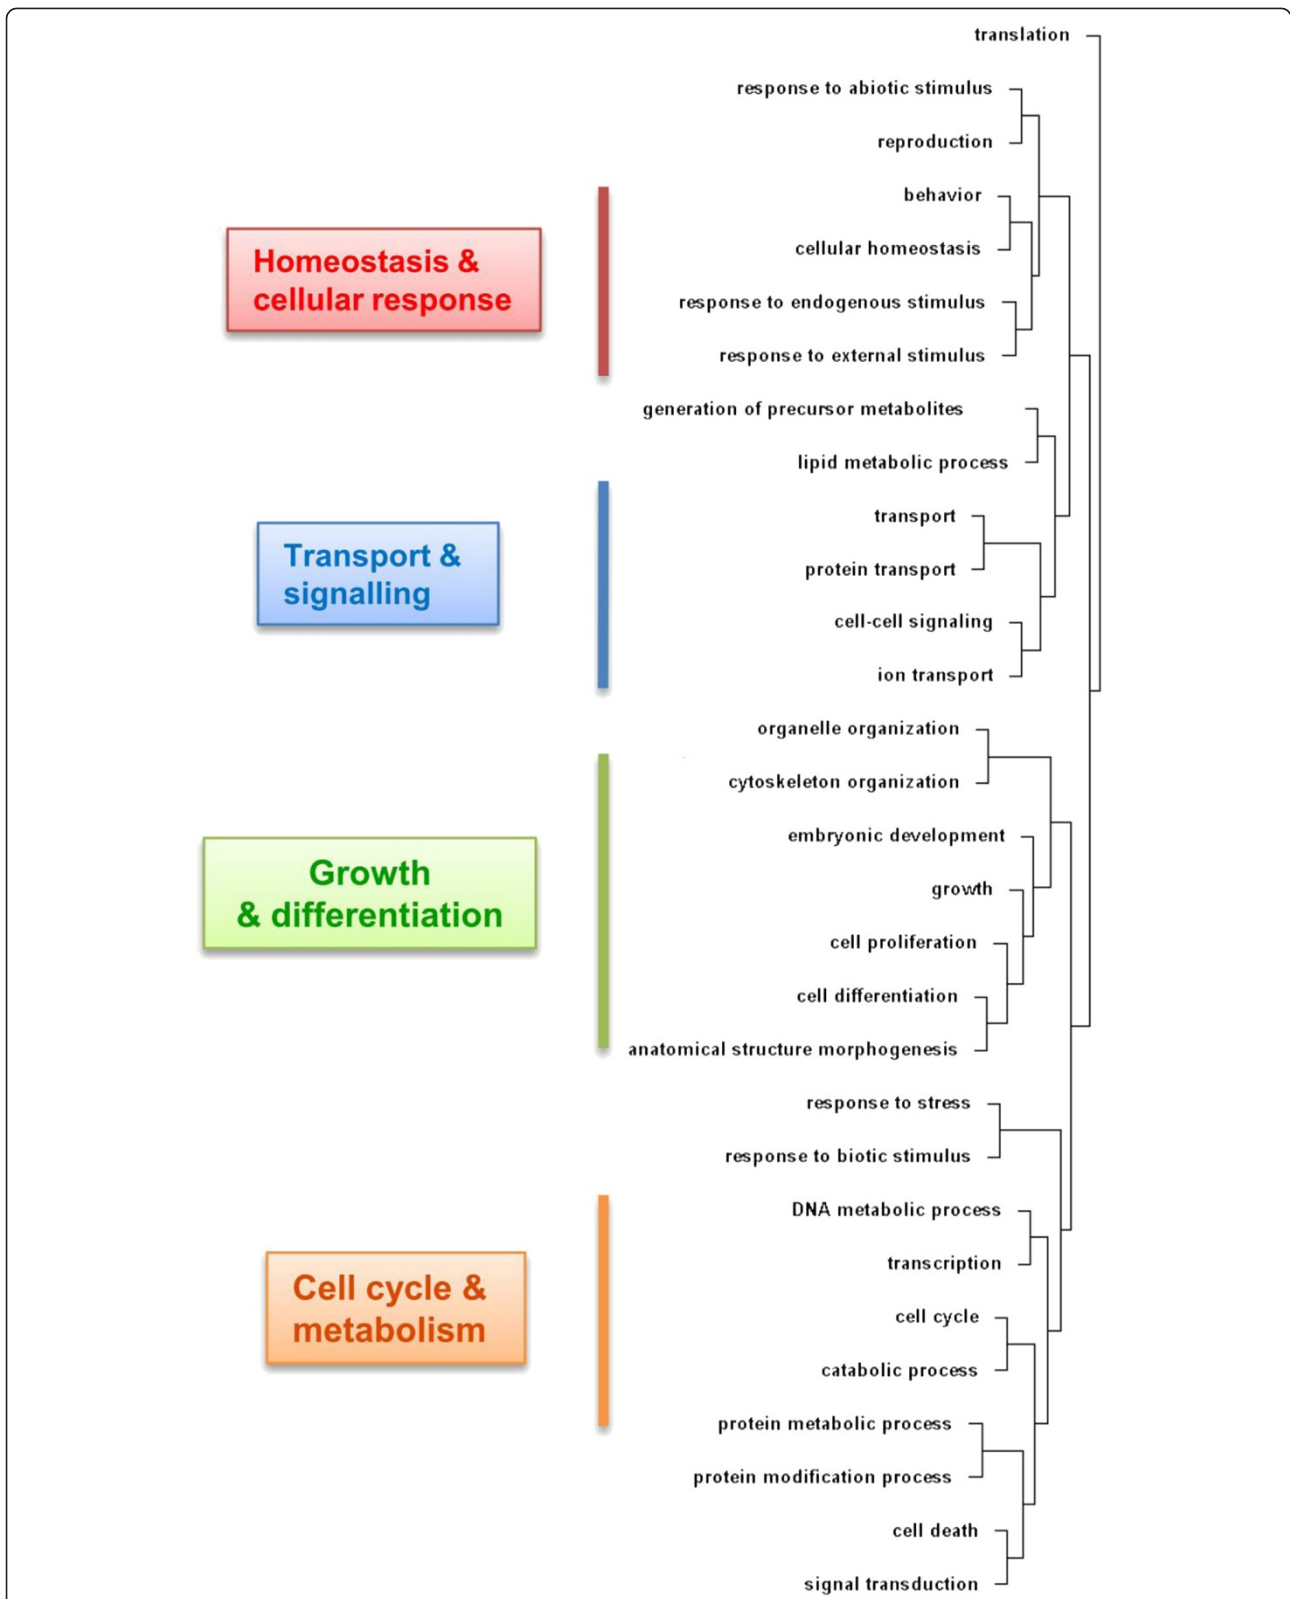 translation
response to abiotic stimulus
reproduction
behavior
cellular homeostasis
response to endogenous stimulus
response to external stimulus
generation of precursor metabolites
lipid metabolic process
transport
protein transport
cell-cell signaling
ion transport
organelle organization
cytoskeleton organization
embryonic development
growth
cell proliferation
cell differentiation
anatomical structure morphogenesis
response to stress
response to biotic stimulus
DNA metabolic process
transcription
cell cycle
catabolic process
protein metabolic process
protein modification process
cell death
signal transduction
Homeostasis &
cellular response
Transport &
signalling
Growth
& differentiation
Cell cycle &
metabolism